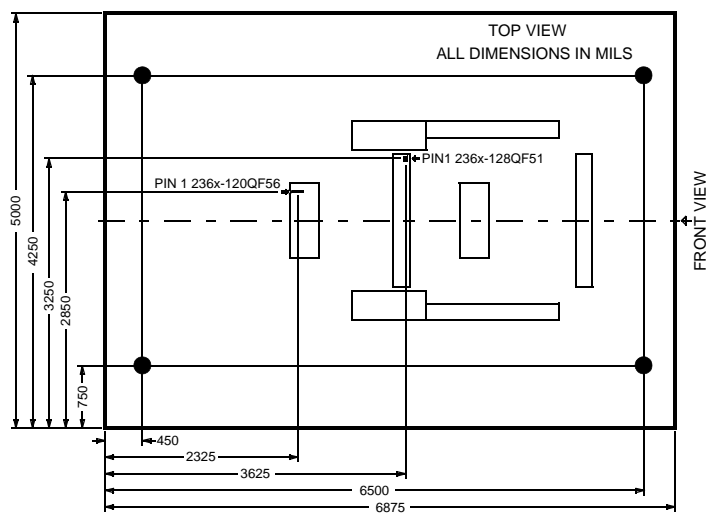 TOP VIEW
ALL DIMENSIONS IN MILS
PIN1 236x-128QF51
PIN 1 236x-120QF56
5000
4250
3250
2850
750
FRONT VIEW
450
2325
3625
6500
6875